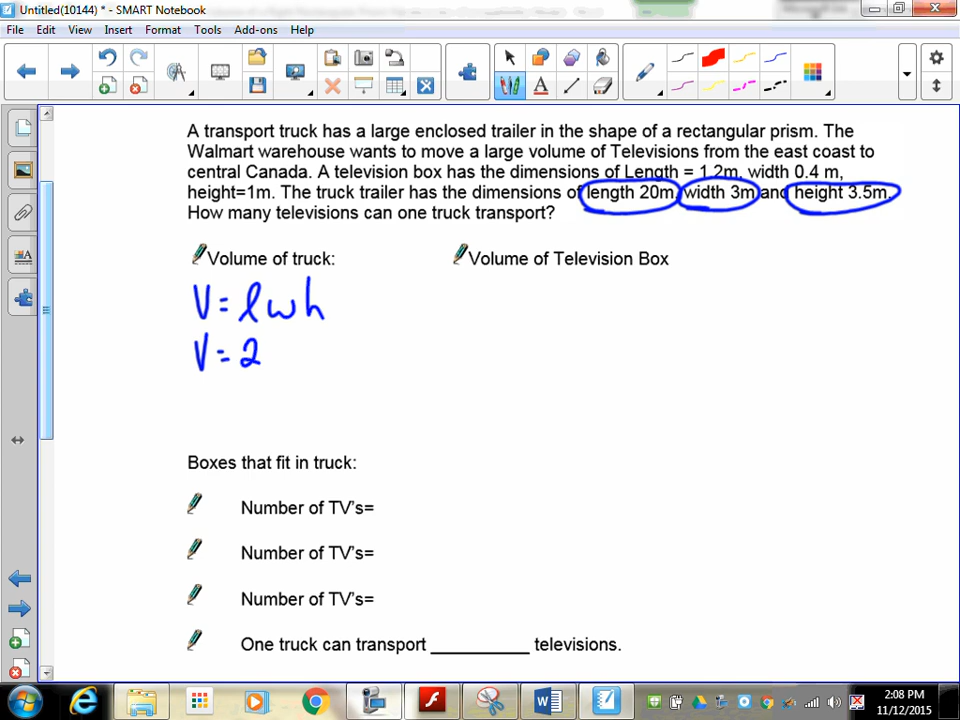 Untitled(10144) * - SMART Notebook
File Edit View Insert Format Tools Add-ons Help
A transport truck has a large enclosed trailer in the shape of a rectangular prism. The
Walmart warehouse wants to move a large volume of Televisions from the east coast to
central Canada. A television box has the dimensions of Length = 1.2m, width 0.4 m,
height=1m. The truck trailer has the dimensions of length 20m, width 3m and height 3.5m.
How many televisions can one truck transport?
Volume of truck: Volume of Television Box
V = l w h
V = 2
Boxes that fit in truck:
Number of TV's=
Number of TV's=
Number of TV's=
One truck can transport __________ televisions.
2:08 PM
11/12/2015